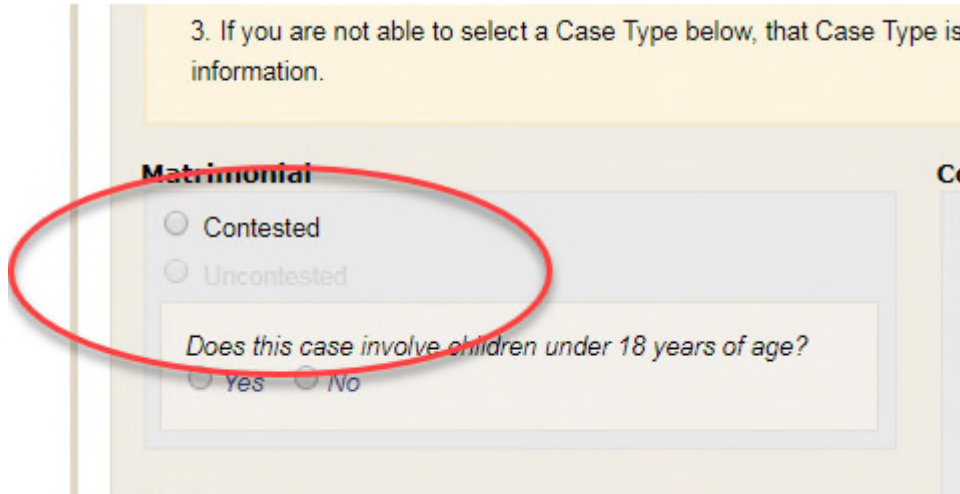 3. If you are not able to select a Case Type below, that Case Type is
information.
Matrimonial
Contested
Uncontested
Does this case involve children under 18 years of age?
Yes No